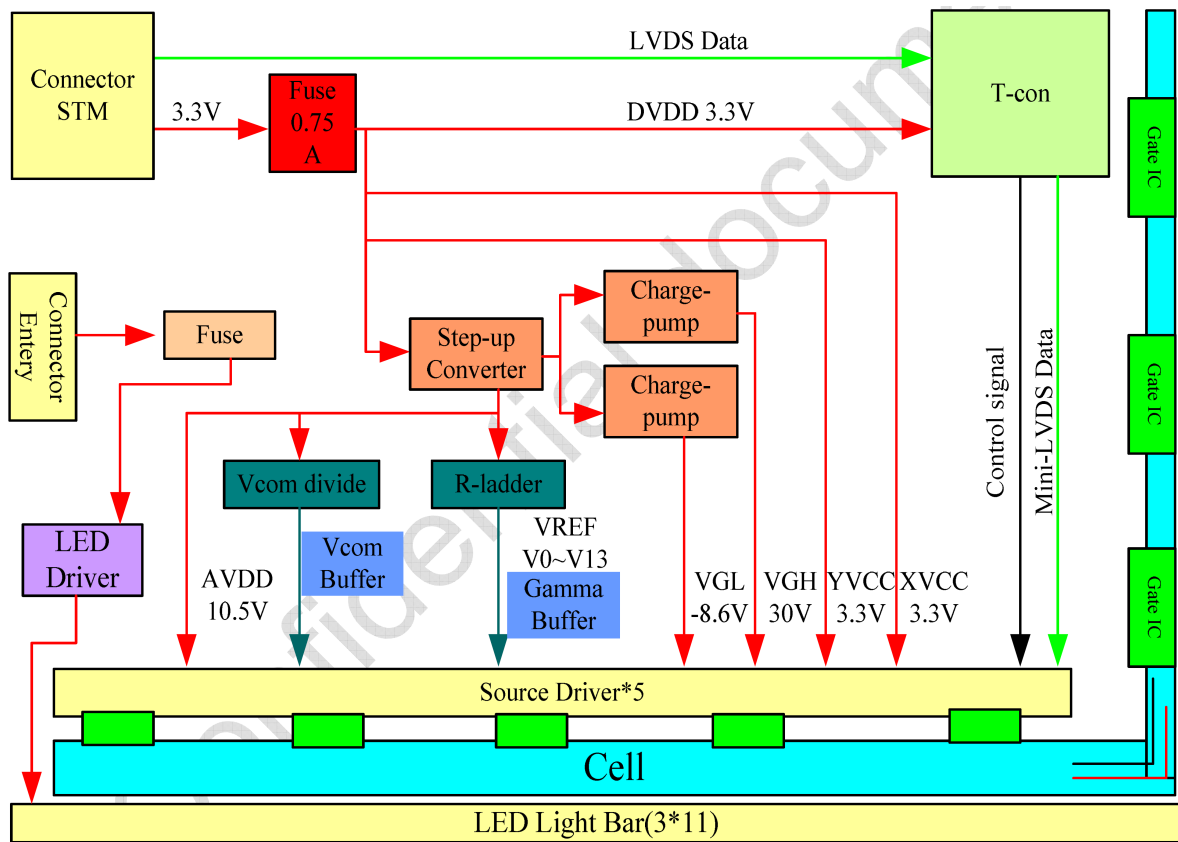 LVDS Data
Connector
STM
3.3V
Fuse
0.75
A
DVDD 3.3V
T-con
Gate IC
Connector
Entery
Fuse
Step-up
Converter
Charge-
pump
Charge-
pump
Control signal
Mini-LVDS Data
Gate IC
Vcom divide
R-ladder
LED
Driver
Vcom
Buffer
VREF
V0~V13
Gamma
Buffer
AVDD
10.5V
VGL
-8.6V
VGH
30V
YVCC
3.3V
XVCC
3.3V
Gate IC
Source Driver*5
Cell
LED Light Bar(3*11)